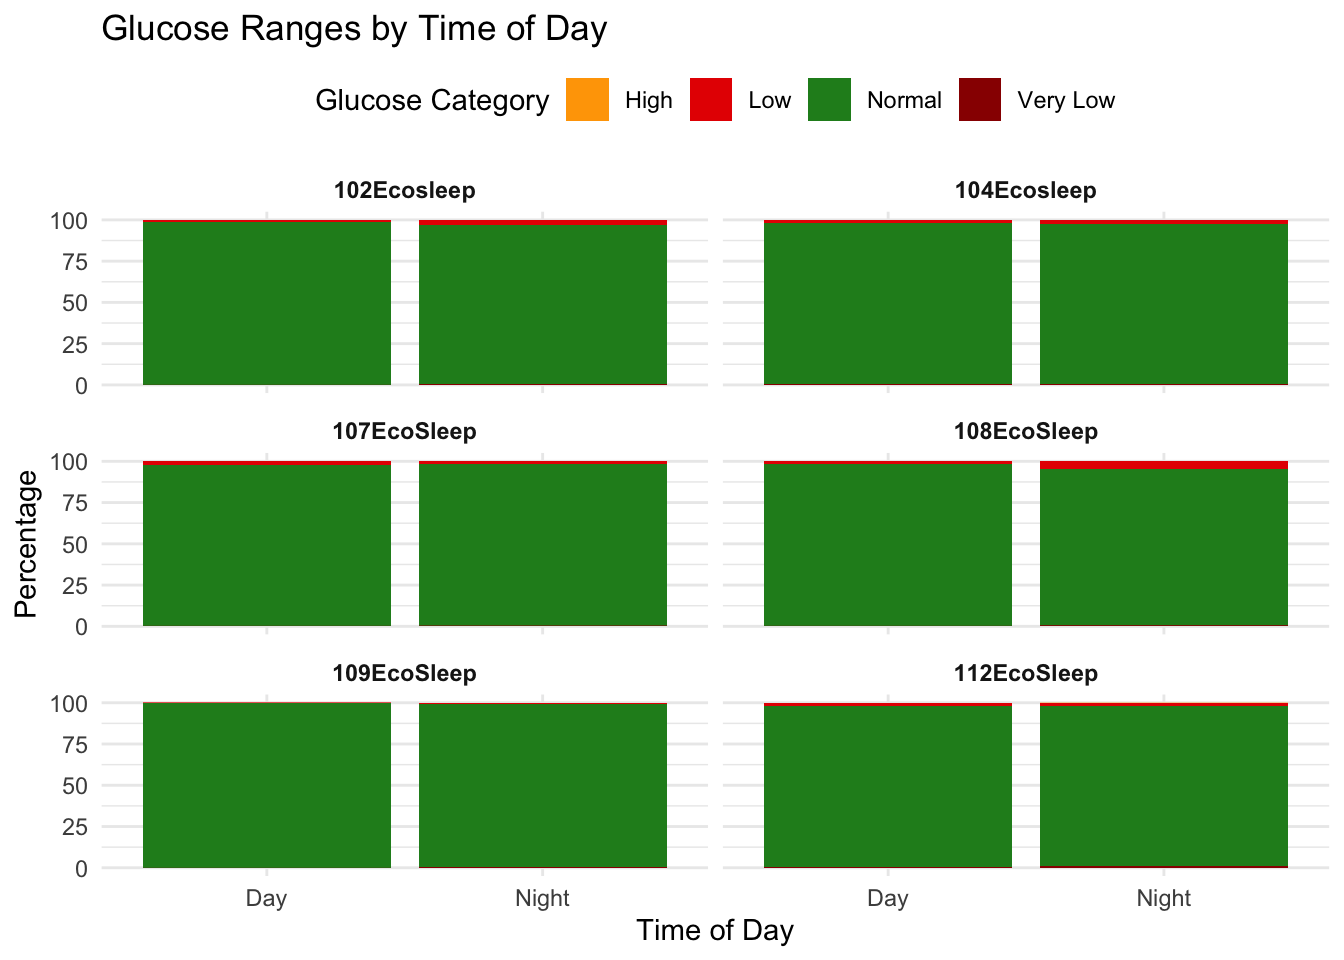 Glucose Ranges by Time of Day
Glucose Category High Low Normal Very Low
102Ecosleep 104Ecosleep
100
75
50
25
0
107EcoSleep 108EcoSleep
100
75
50
25
0
Percentage
109EcoSleep 112EcoSleep
100
75
50
25
0
Day Night Day Night
Time of Day